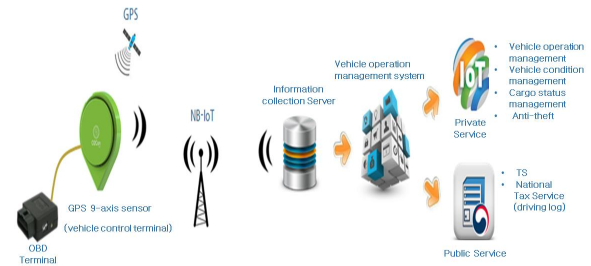 GPS
NB-IoT
GPS 9-axis sensor
(vehicle control terminal)
OBD
Terminal
Information
collection Server
Vehicle operation
management system
IoT
Private
Service
• Vehicle operation
management
• Vehicle condition
management
• Cargo status
management
• Anti-theft
Public Service
• TS
• National
Tax Service
(driving log)